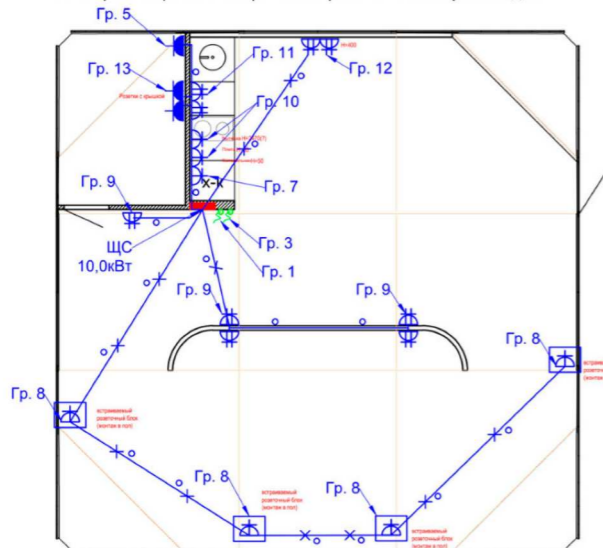 Гр. 5
Гр. 13
Розетки с крышкой
Гр. 11
Гр. 12
Гр. 10
Гр. 9
х-к
Гр. 7
ЩС
10,0кВт
Гр. 3
Гр. 1
Гр. 9
Гр. 9
Гр. 8
Гр. 8
встраиваемый
розеточный блок
(монтаж в пол)
Гр. 8
встраиваемый
розеточный блок
(монтаж в пол)
Гр. 8
встраиваемый
розеточный блок
(монтаж в пол)